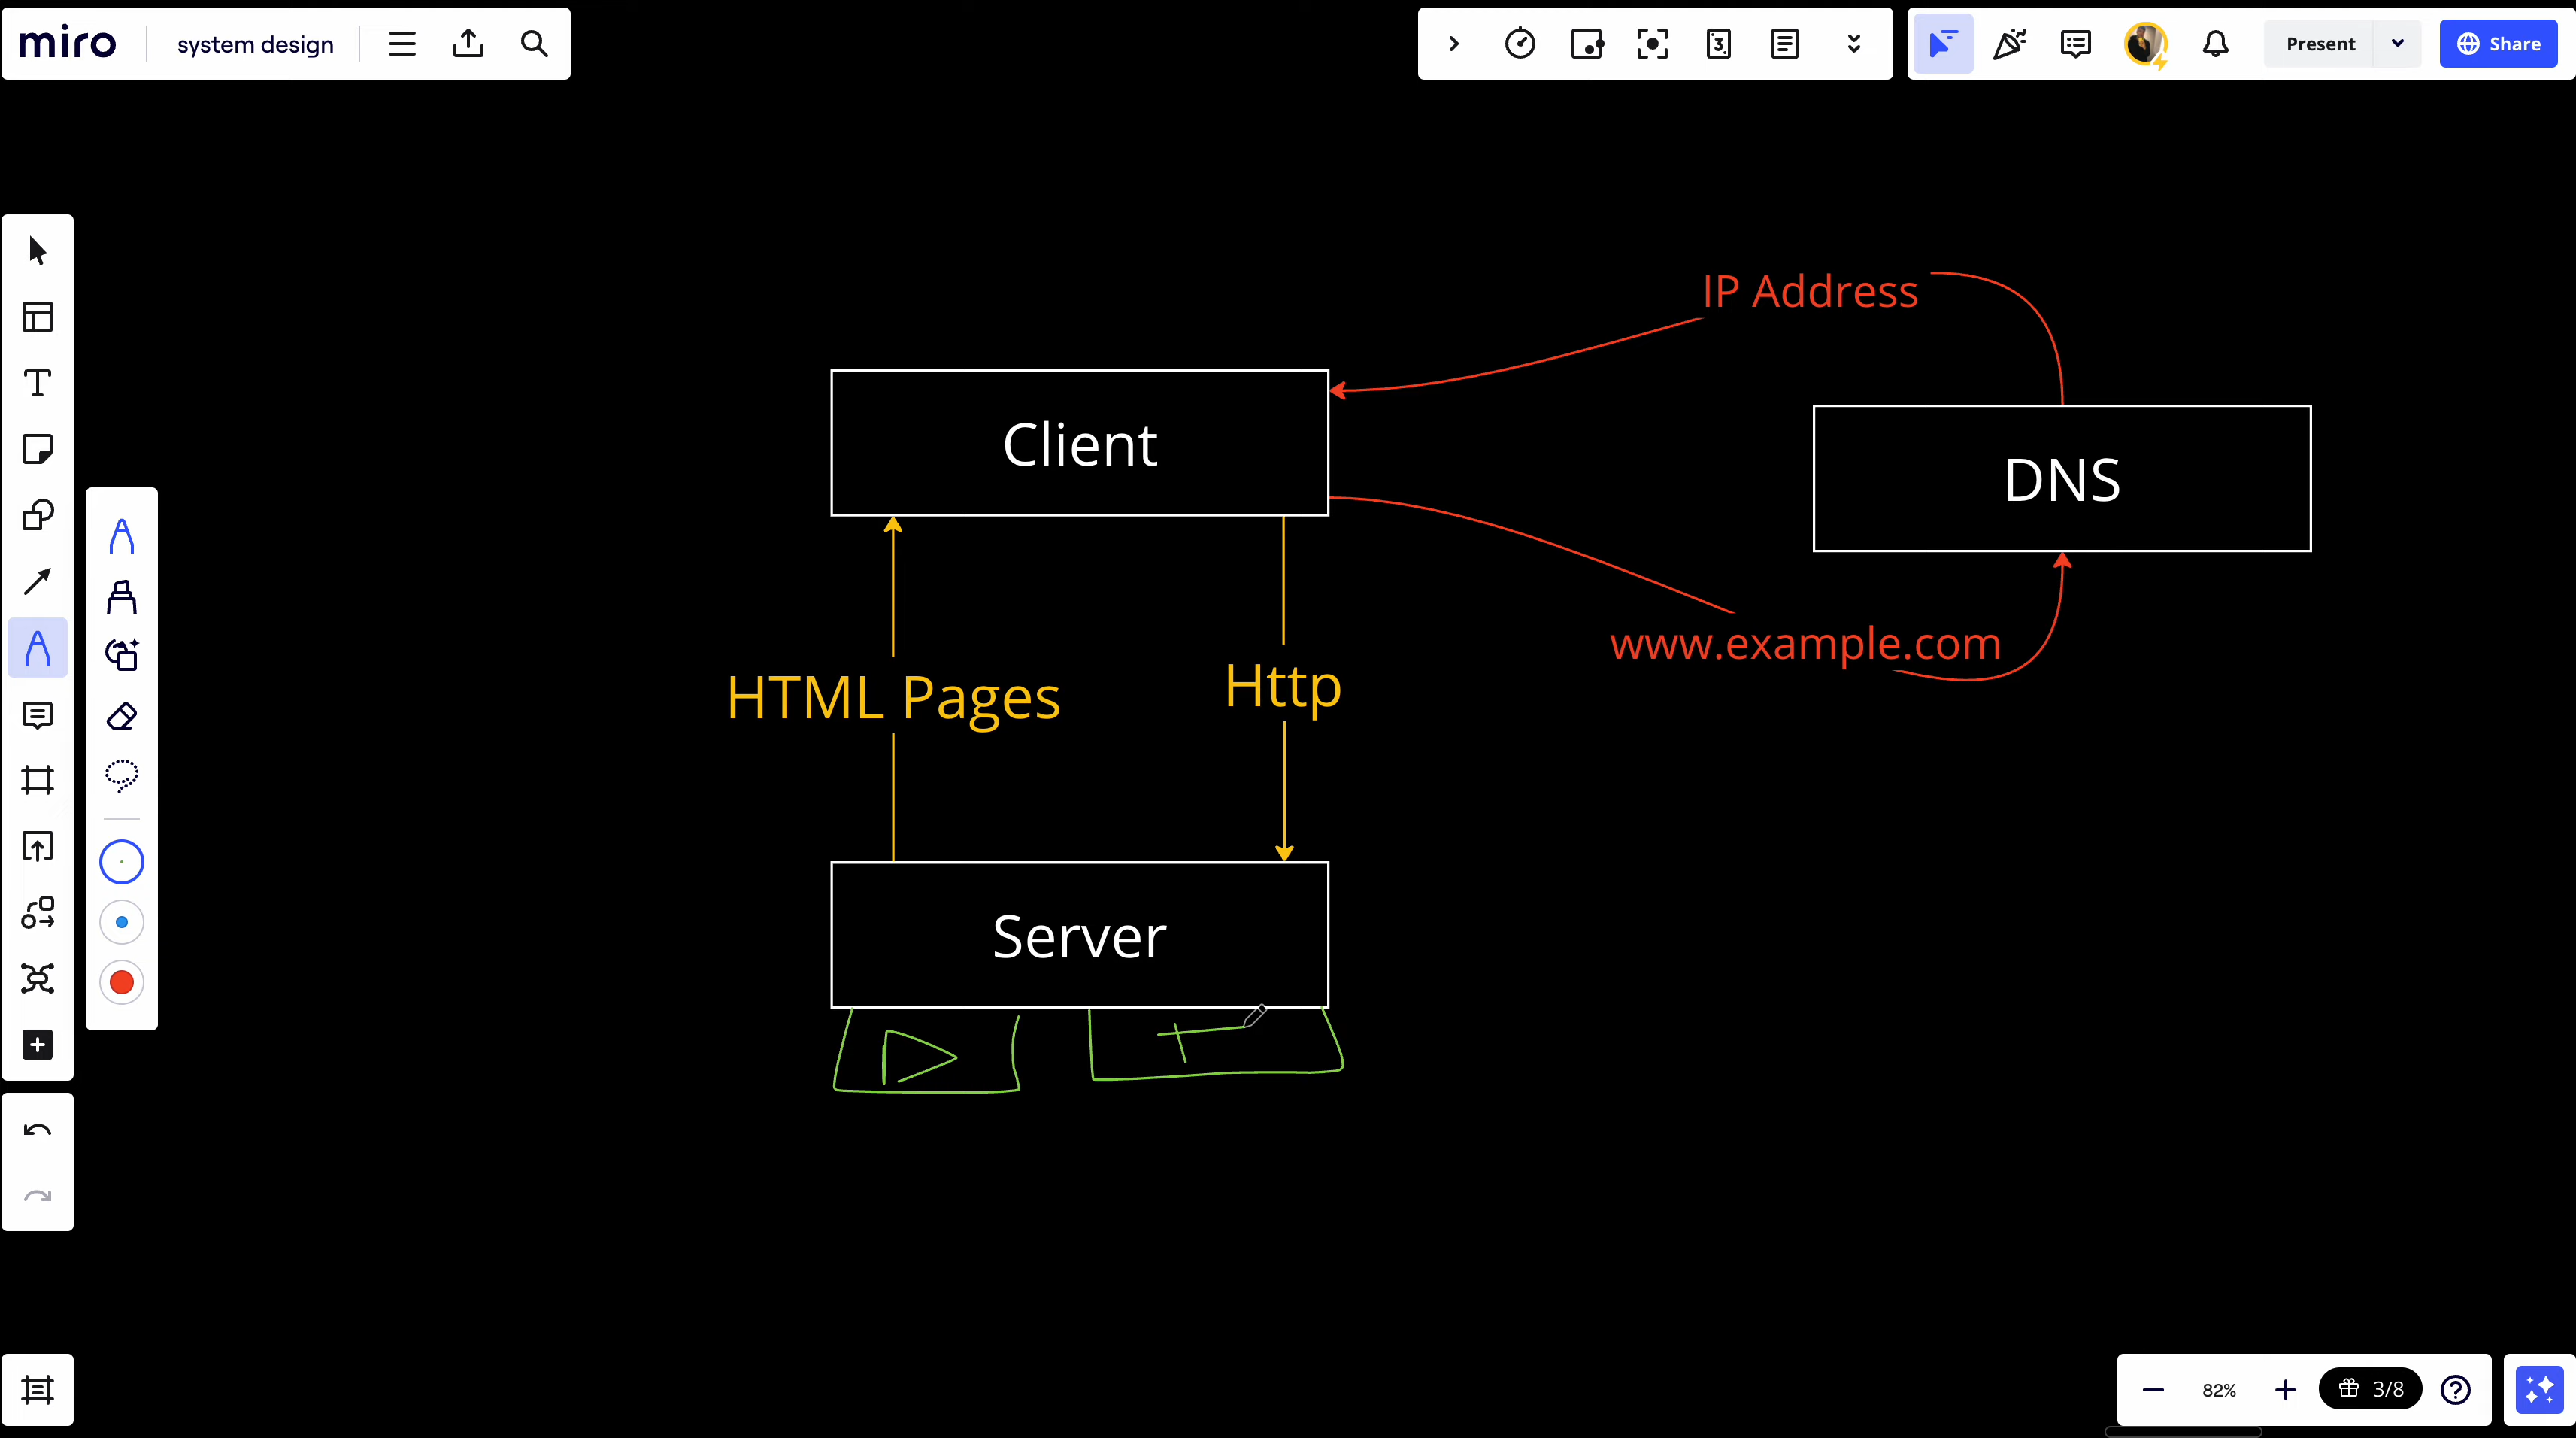 miro
system design
3
Present
Share
IP Address
Client
DNS
www.example.com
HTML Pages
Http
Server
82%
3/8